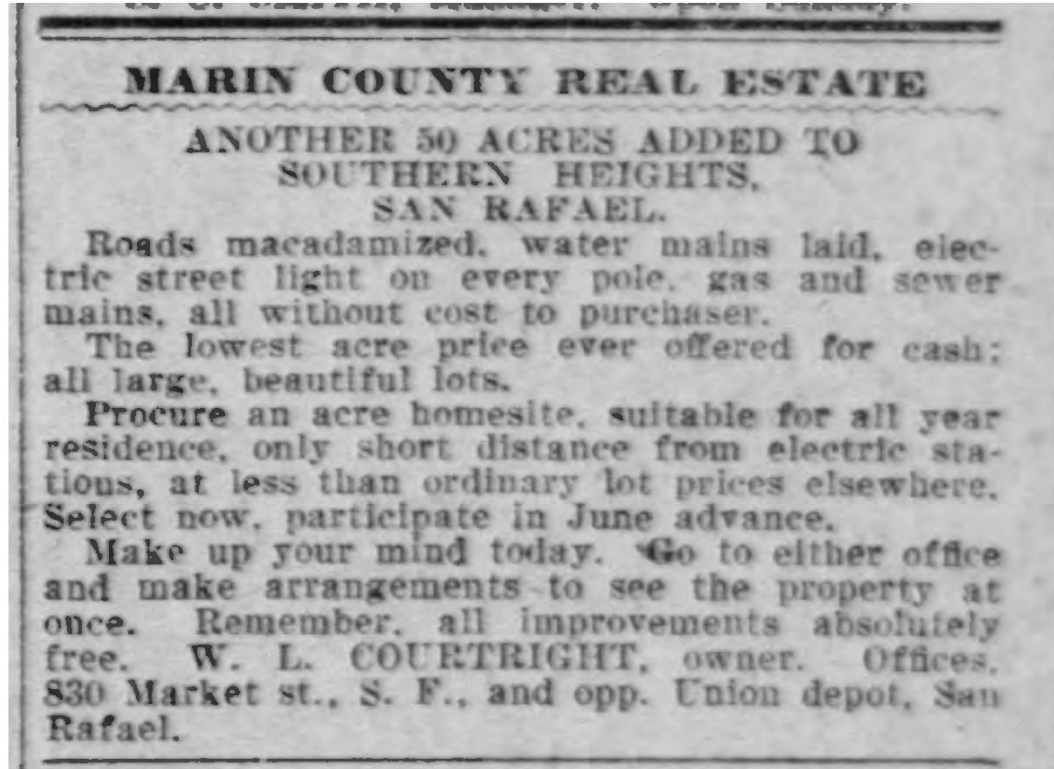 MARIN COUNTY REAL ESTATE
ANOTHER 50 ACRES ADDED TO
SOUTHERN HEIGHTS,
SAN RAFAEL.
Roads macadamized, water mains laid, elec-
tric street light on every pole, gas and sewer
mains, all without cost to purchaser.
The lowest acre price ever offered for cash;
all large, beautiful lots.
Procure an acre homesite, suitable for all year
residence, only short distance from electric sta-
tions, at less than ordinary lot prices elsewhere.
Select now, participate in June advance.
Make up your mind today. Go to either office
and make arrangements to see the property at
once. Remember, all improvements absolutely
free. W. L. COURTRIGHT, owner. Offices,
830 Market st., S. F., and opp. Union depot, San
Rafael.